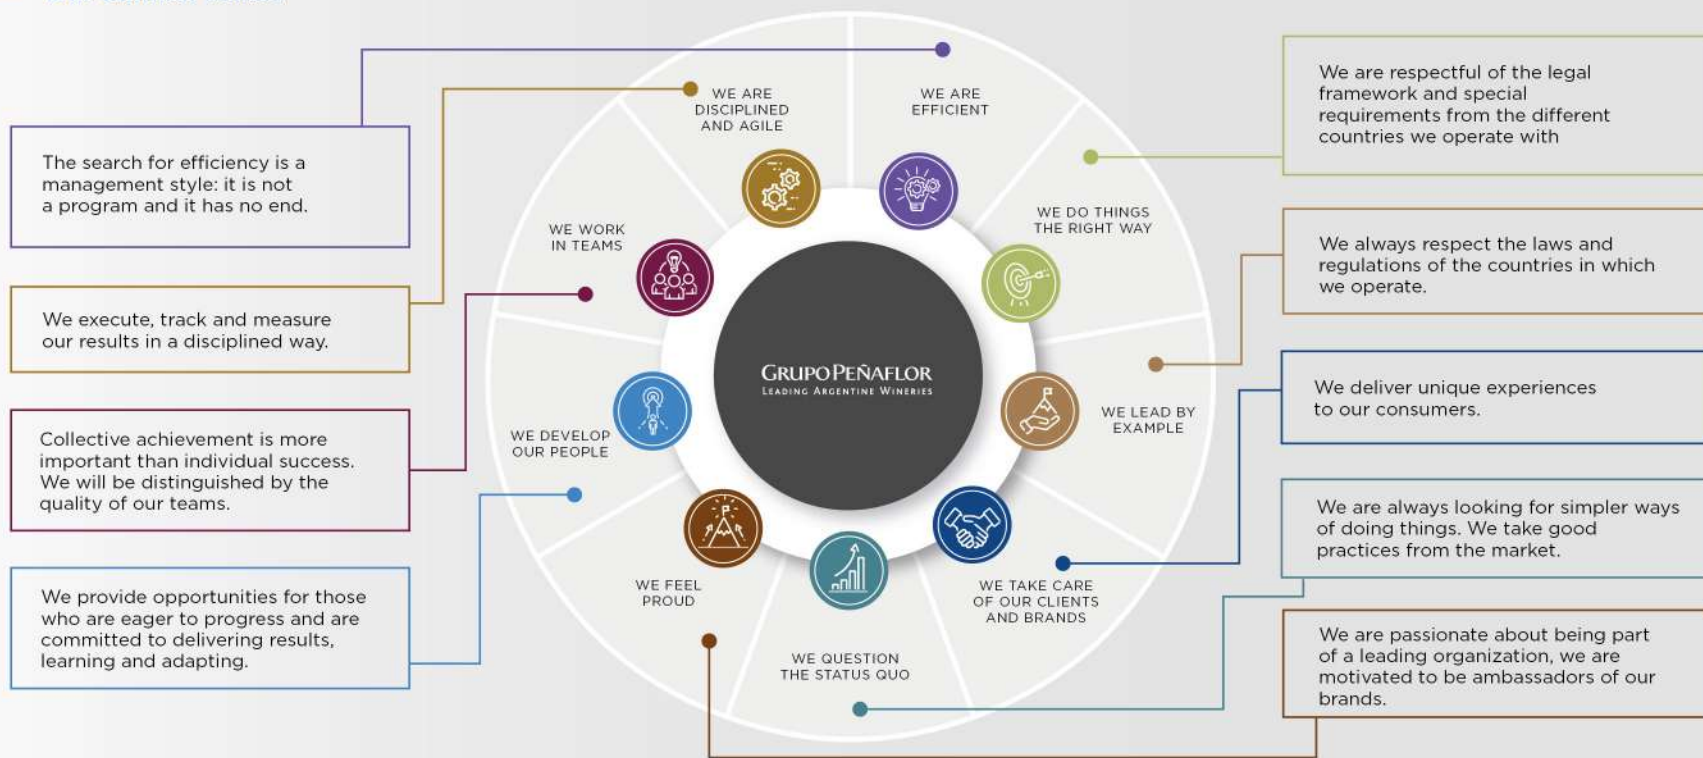 The search for efficiency is a
management style: it is not
a program and it has no end.
We execute, track and measure
our results in a disciplined way.
Collective achievement is more
important than individual success.
We will be distinguished by the
quality of our teams.
We provide opportunities for those
who are eager to progress and are
committed to delivering results,
learning and adapting.
WE ARE
DISCIPLINED
AND AGILE
WE ARE
EFFICIENT
WE WORK
IN TEAMS
WE DO THINGS
THE RIGHT WAY
GRUPO PEÑAFLOR
LEADING ARGENTINE WINERIES
WE DEVELOP
OUR PEOPLE
WE LEAD BY
EXAMPLE
WE FEEL
PROUD
WE TAKE CARE
OF OUR CLIENTS
AND BRANDS
WE QUESTION
THE STATUS QUO
We are respectful of the legal
framework and special
requirements from the different
countries we operate with
We always respect the laws and
regulations of the countries in which
we operate.
We deliver unique experiences
to our consumers.
We are always looking for simpler ways
of doing things. We take good
practices from the market.
We are passionate about being part
of a leading organization, we are
motivated to be ambassadors of our
brands.